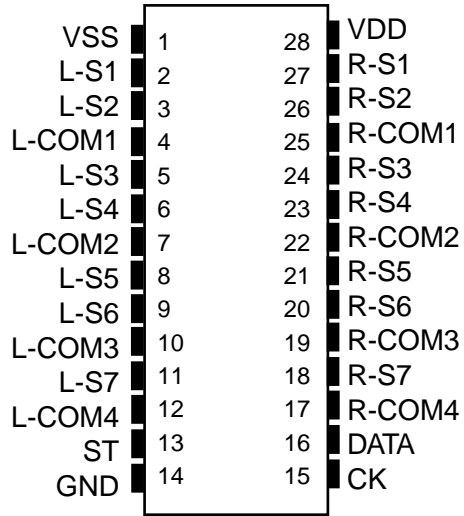 VSS 1 28 VDD
L-S1 2 27 R-S1
L-S2 3 26 R-S2
L-COM1 4 25 R-COM1
L-S3 5 24 R-S3
L-S4 6 23 R-S4
L-COM2 7 22 R-COM2
L-S5 8 21 R-S5
L-S6 9 20 R-S6
L-COM3 10 19 R-COM3
L-S7 11 18 R-S7
L-COM4 12 17 R-COM4
ST 13 16 DATA
GND 14 15 CK